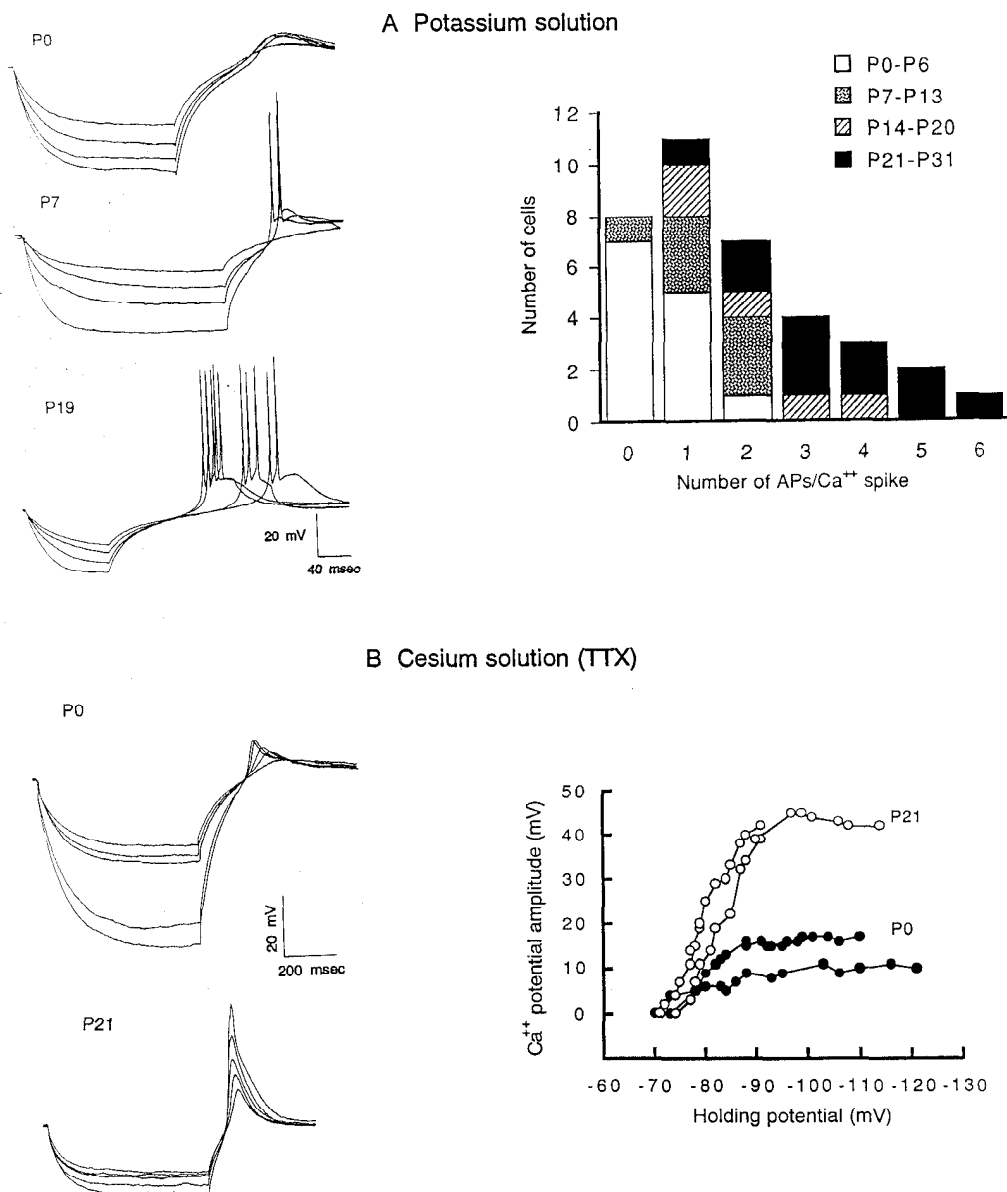 A Potassium solution
P0
P7
P19
20 mV
40 msec
P0-P6
P7-P13
P14-P20
P21-P31
Number of cells
12
10
8
6
4
2
0
0 1 2 3 4 5 6
Number of APs/Ca++ spike
B Cesium solution (TTX)
P0
20 mV
200 msec
P21
Ca++ potential amplitude (mV)
50
40
30
20
10
0
P21
P0
-60 -70 -80 -90 -100 -110 -120 -130
Holding potential (mV)